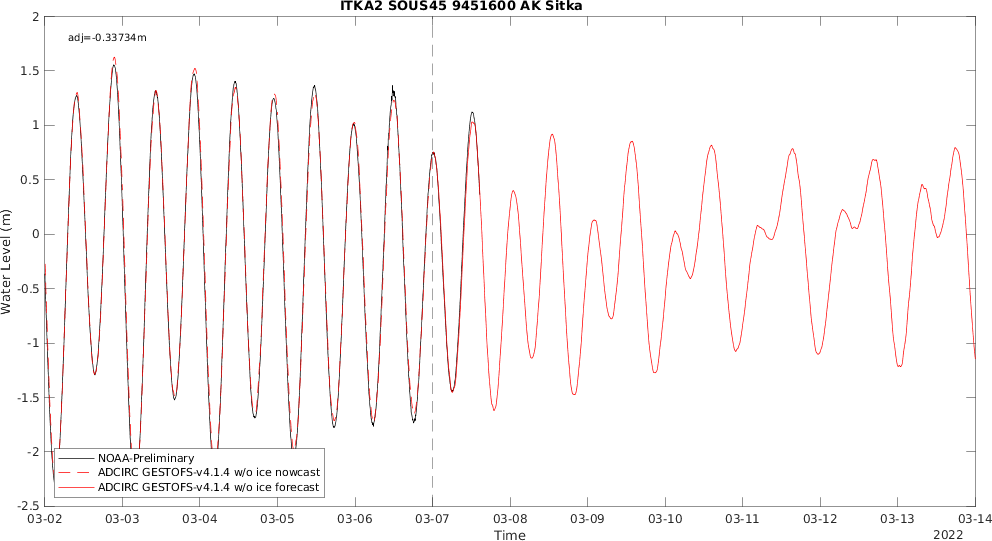 ITKA2 SOUS45 9451600 AK Sitka
adj=-0.33734m
2
1.5
1
0.5
0
-0.5
-1
-1.5
-2
-2.5
Water Level (m)
NOAA-Preliminary
ADCIRC GESTOFS-v4.1.4 w/o ice nowcast
ADCIRC GESTOFS-v4.1.4 w/o ice forecast
03-02 03-03 03-04 03-05 03-06 03-07 03-08 03-09 03-10 03-11 03-12 03-13 03-14
Time
2022